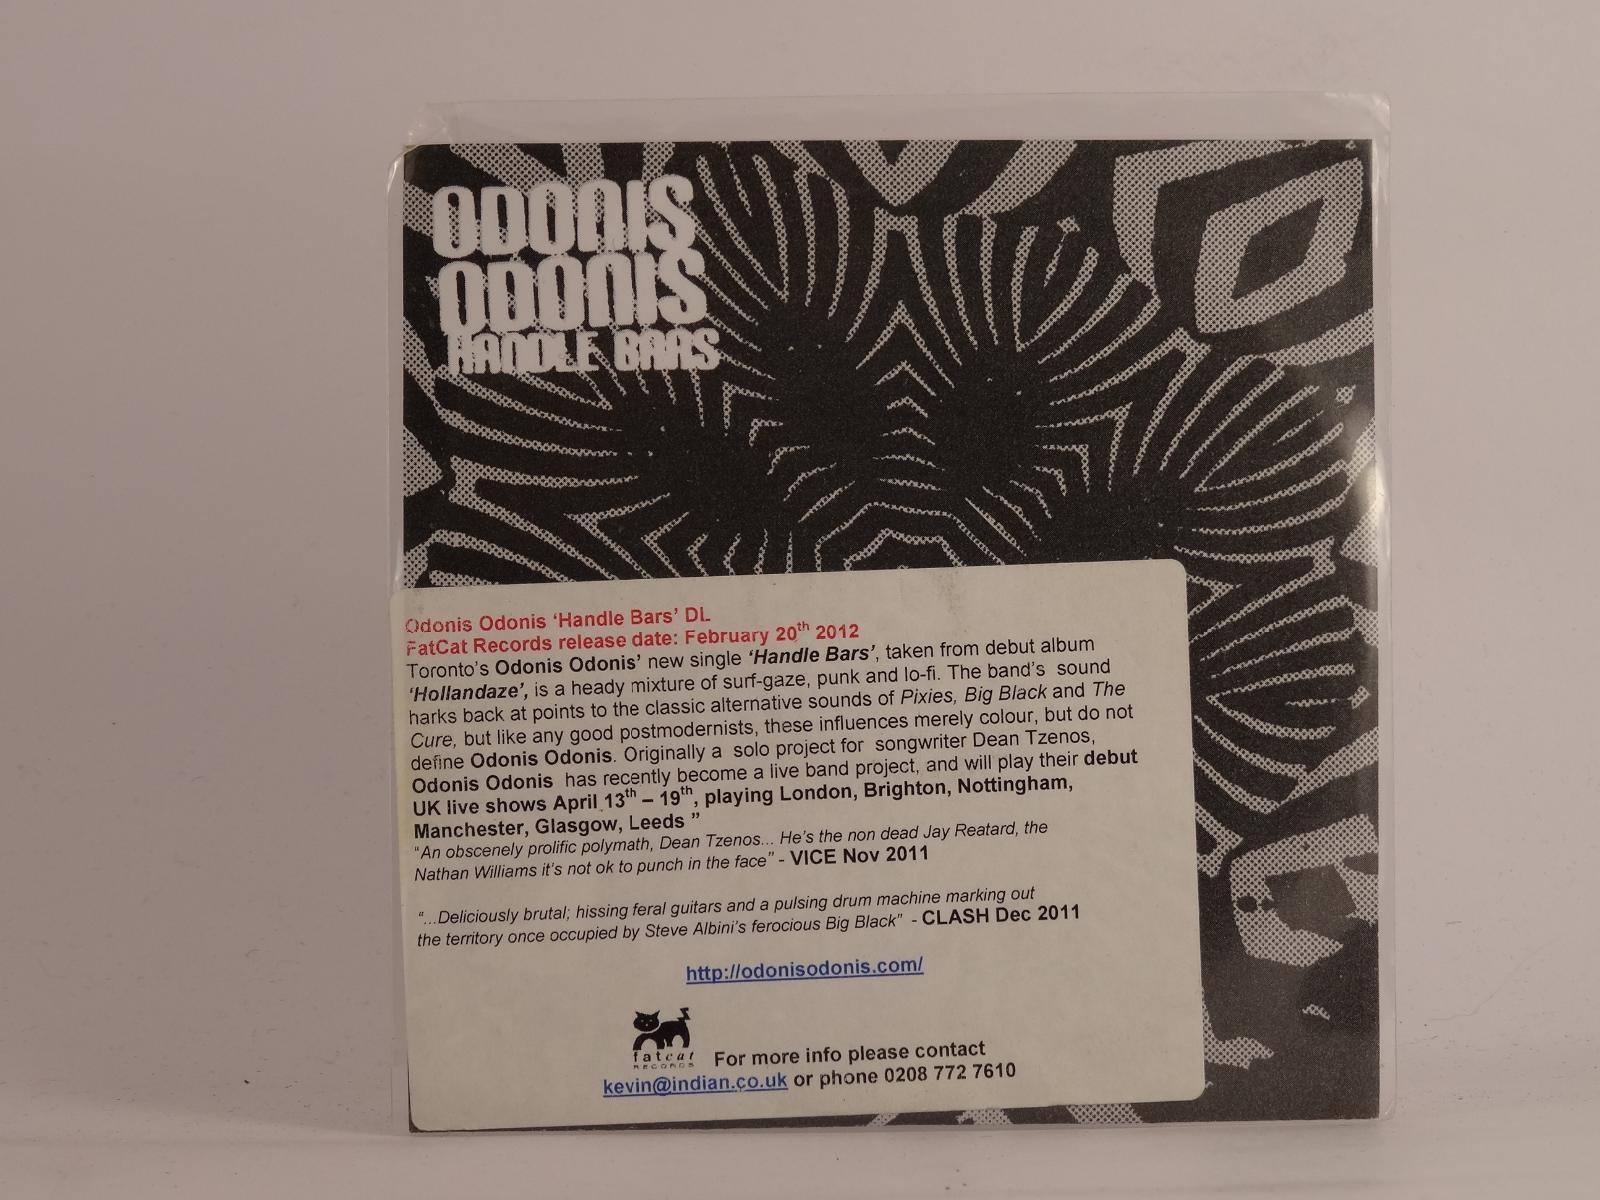 ODONIS
ODONIS
HANDLE BARS
Odonis Odonis ‘Handle Bars’ DL
FatCat Records release date: February 20th 2012
Toronto’s Odonis Odonis’ new single ‘Handle Bars’, taken from debut album
‘Hollandaze’, is a heady mixture of surf-gaze, punk and lo-fi. The band’s sound
harks back at points to the classic alternative sounds of Pixies, Big Black and The
Cure, but like any good postmodernists, these influences merely colour, but do not
define Odonis Odonis. Originally a solo project for songwriter Dean Tzenos,
Odonis Odonis has recently become a live band project, and will play their debut
UK live shows April 13th – 19th, playing London, Brighton, Nottingham,
Manchester, Glasgow, Leeds ”
“An obscenely prolific polymath, Dean Tzenos... He’s the non dead Jay Reatard, the
Nathan Williams it’s not ok to punch in the face” - VICE Nov 2011
“...Deliciously brutal; hissing feral guitars and a pulsing drum machine marking out
the territory once occupied by Steve Albini’s ferocious Big Black” - CLASH Dec 2011
http://odonisodonis.com/
fatcat
RECORDS
For more info please contact
kevin@indian.co.uk or phone 0208 772 7610